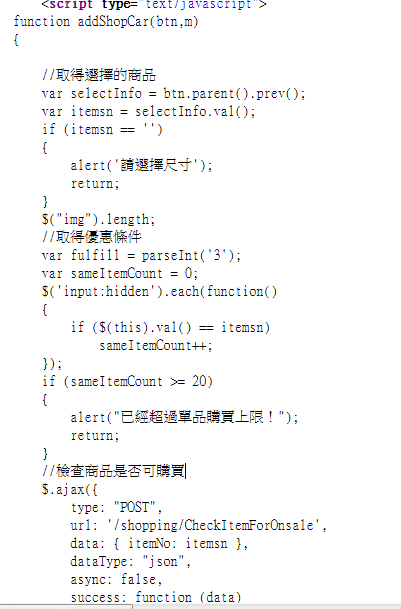 <script type="text/javascript">
function addShopCar(btn,m)
{
//取得選擇的商品
var selectInfo = btn.parent().prev();
var itemsn = selectInfo.val();
if (itemsn == '')
{
alert('請選擇尺寸');
return;
}
$("img").length;
//取得優惠條件
var fulfill = parseInt('3');
var sameItemCount = 0;
$('input:hidden').each(function()
{
if ($(this).val() == itemsn)
sameItemCount++;
});
if (sameItemCount >= 20)
{
alert("已經超過單品購買上限！");
return;
}
//檢查商品是否可購買
$.ajax({
type: "POST",
url: '/shopping/CheckItemForOnsale',
data: { itemNo: itemsn },
dataType: "json",
async: false,
success: function (data)